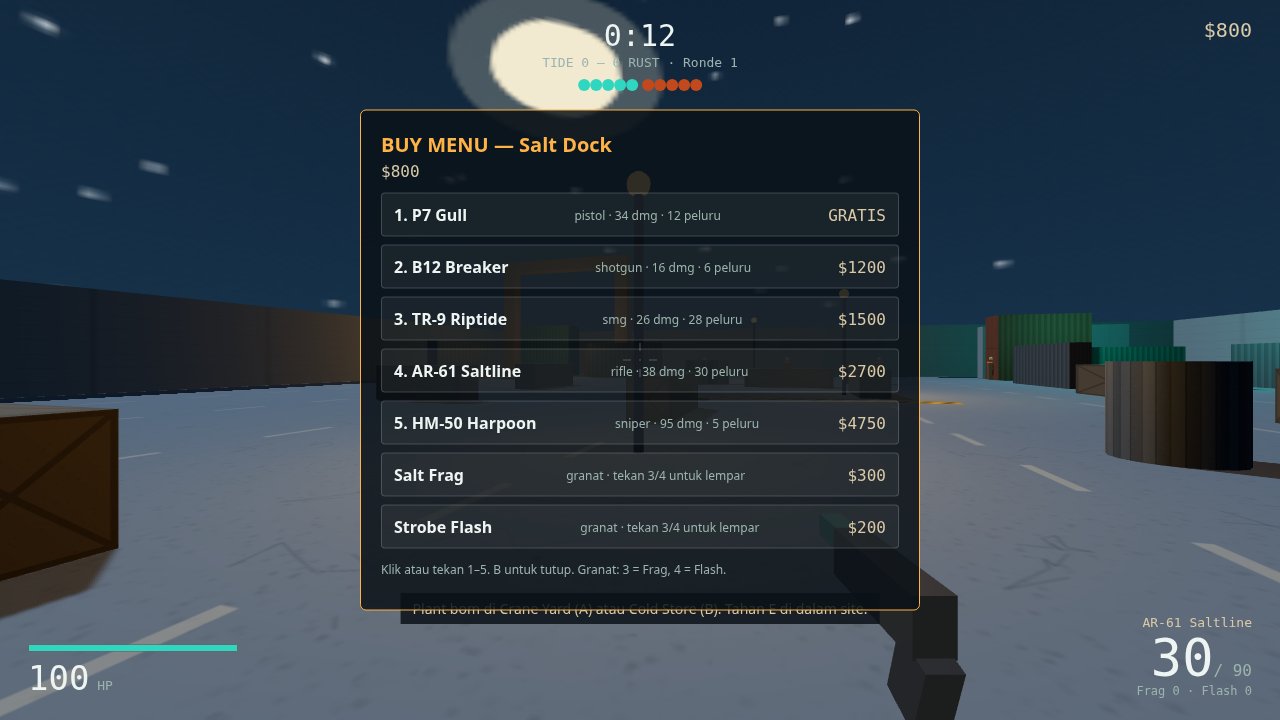 0:12
$800
TIDE 0 — 0 RUST · Ronde 1
BUY MENU — Salt Dock
$800
1. P7 Gull pistol · 34 dmg · 12 peluru GRATIS
2. B12 Breaker shotgun · 16 dmg · 6 peluru $1200
3. TR-9 Riptide smg · 26 dmg · 28 peluru $1500
4. AR-61 Saltline rifle · 38 dmg · 30 peluru $2700
5. HM-50 Harpoon sniper · 95 dmg · 5 peluru $4750
Salt Frag granat · tekan 3/4 untuk lempar $300
Strobe Flash granat · tekan 3/4 untuk lempar $200
Klik atau tekan 1–5. B untuk tutup. Granat: 3 = Frag, 4 = Flash.
Plant bom di Crane Yard (A) atau Cold Store (B). Tahan E di dalam site.
100 HP
AR-61 Saltline
30 / 90
Frag 0 · Flash 0